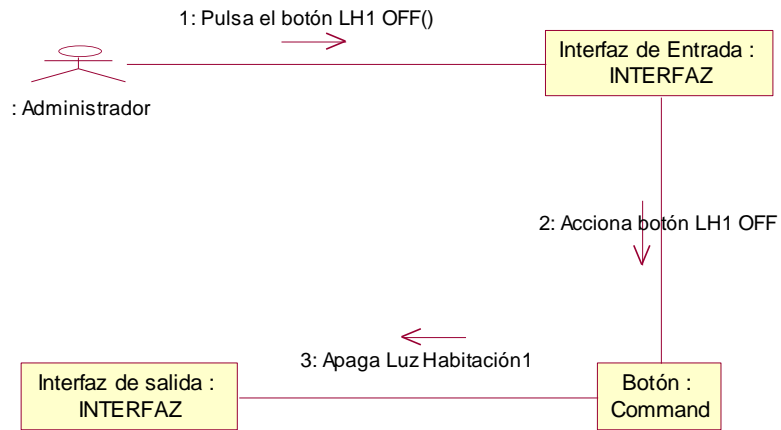 1: Pulsa el botón LH1 OFF()
: Administrador
Interfaz de Entrada :
INTERFAZ
2: Acciona botón LH1 OFF
3: Apaga Luz Habitación1
Interfaz de salida :
INTERFAZ
Botón :
Command